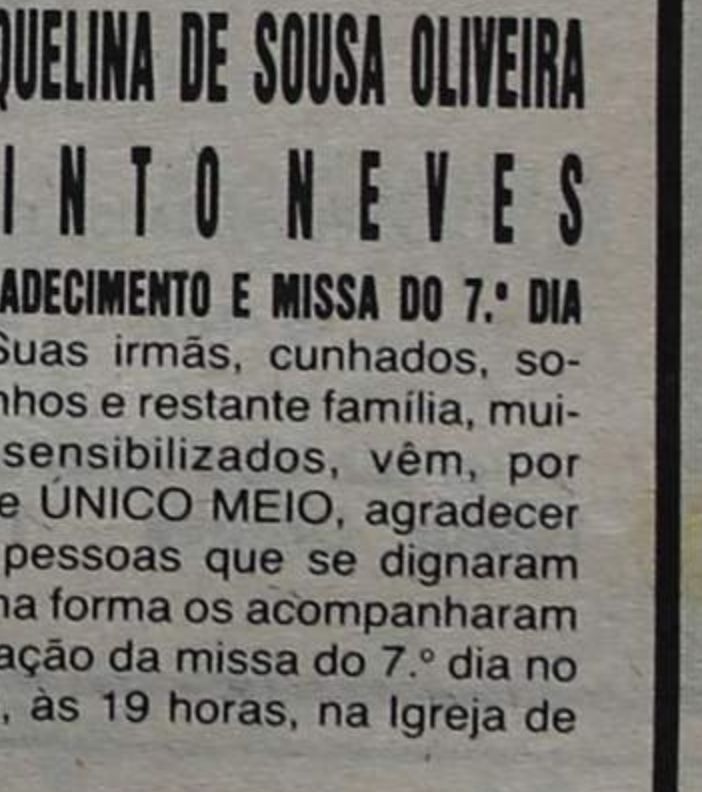 QUELINA DE SOUSA OLIVEIRA
INTO NEVES
ADECIMENTO E MISSA DO 7.º DIA
Suas irmãs, cunhados, so-
nhos e restante família, mui-
sensibilizados, vêm, por
e ÚNICO MEIO, agradecer
pessoas que se dignaram
na forma os acompanharam
ação da missa do 7.º dia no
, às 19 horas, na Igreja de